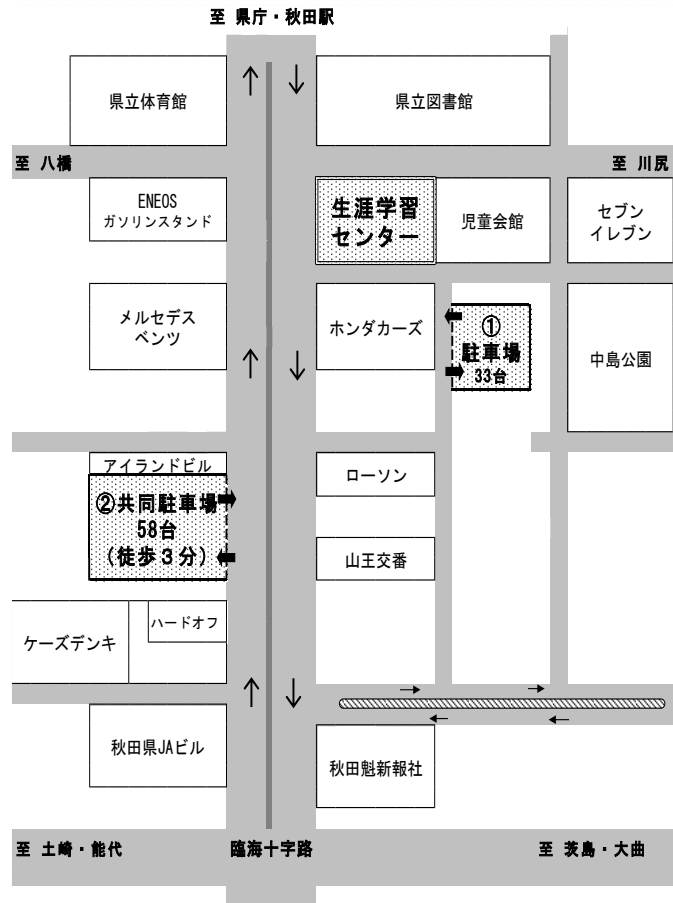 至 県庁・秋田駅
県立体育館
県立図書館
至 八橋
至 川尻
ENEOS
ガソリンスタンド
生涯学習
センター
児童会館
セブン
イレブン
メルセデス
ベンツ
ホンダカーズ
①
駐車場
33台
中島公園
アイランドビル
ローソン
②共同駐車場
58台
（徒歩３分）
山王交番
ハードオフ
ケーズデンキ
秋田県JAビル
秋田魁新報社
至 土崎・能代
臨海十字路
至 茨島・大曲